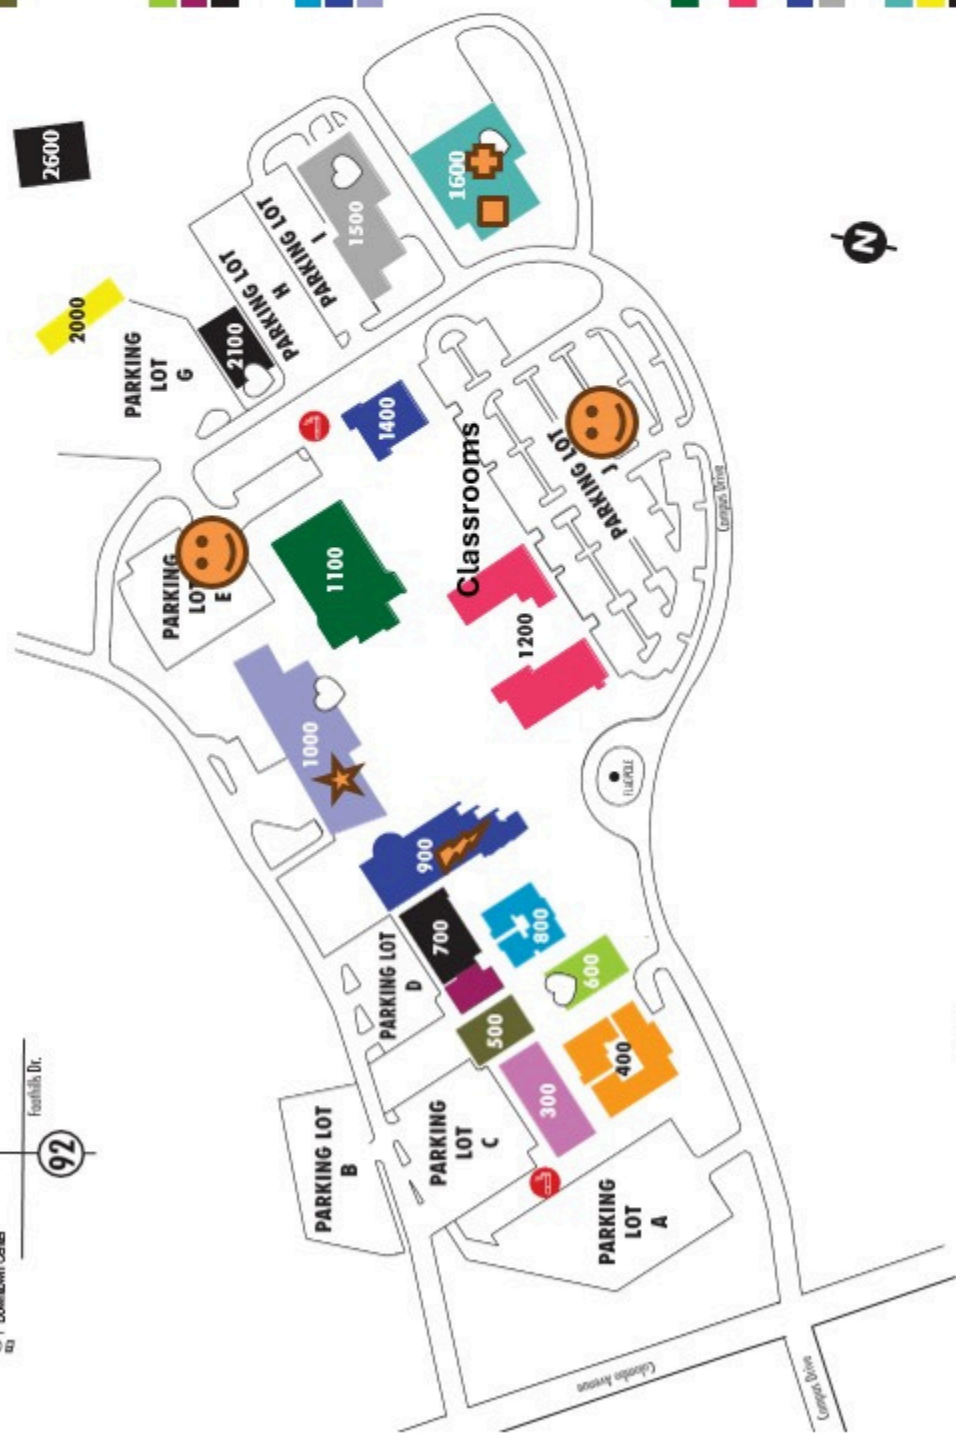 2600
2000
PARKING
LOT
G
2100
PARKING LOT
H
PARKING LOT
I
1500
1600
N
1400
Classrooms
PARKING LOT
J
Campus Drive
PARKING
LOT
E
1100
1200
1000
FLAGPOLE
900
700
800
PARKING LOT
D
600
500
400
300
PARKING LOT
B
PARKING
LOT
C
PARKING
LOT
A
Foothills Dr.
92
Colombo Avenue
Campus Drive